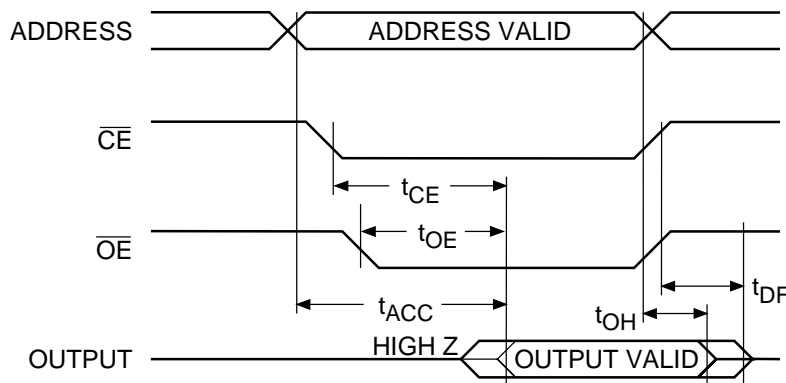 ADDRESS
ADDRESS VALID
CE
tCE
OE
tOE
tACC
tDF
tOH
OUTPUT
HIGH Z
OUTPUT VALID